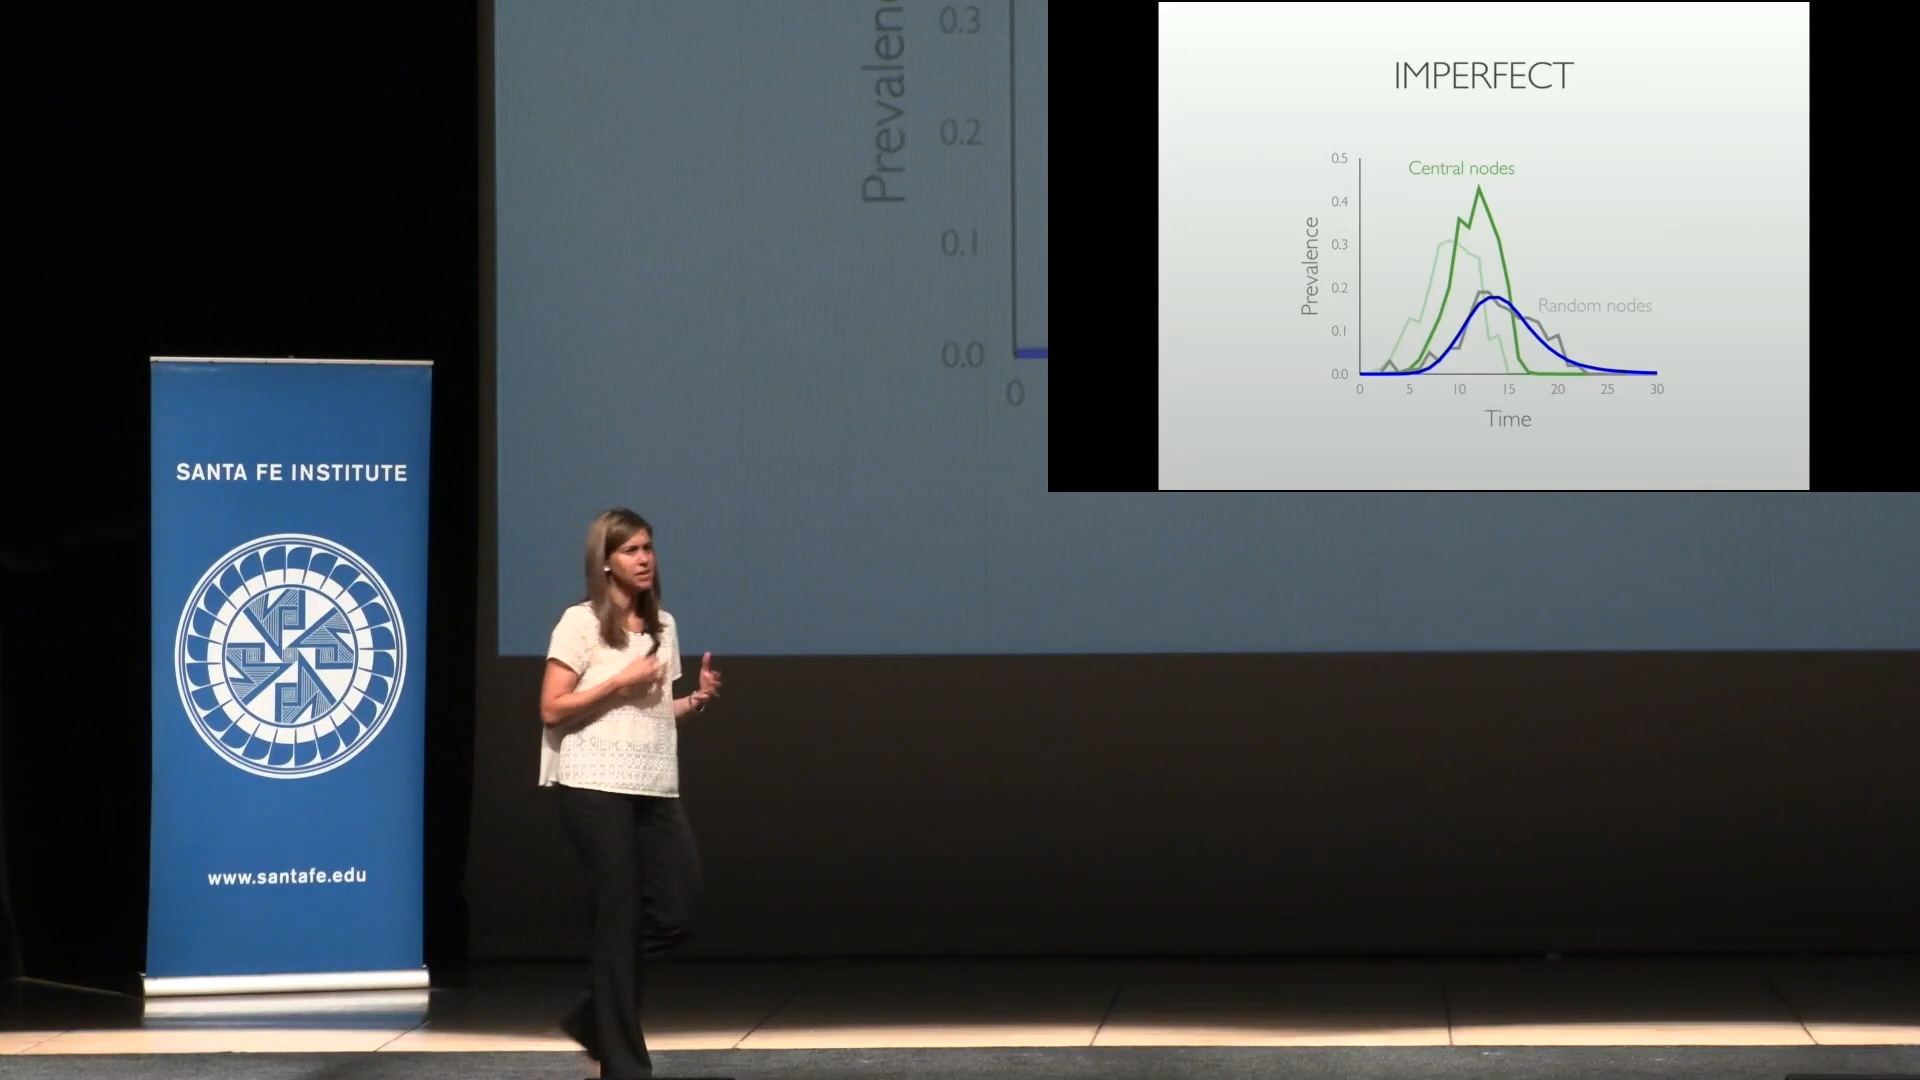 SANTA FE INSTITUTE
www.santafe.edu
Prevalen
0.3
0.2
0.1
0.0
0
IMPERFECT
Central nodes
Random nodes
Prevalence
0.5
0.4
0.3
0.2
0.1
0.0
0 5 10 15 20 25 30
Time